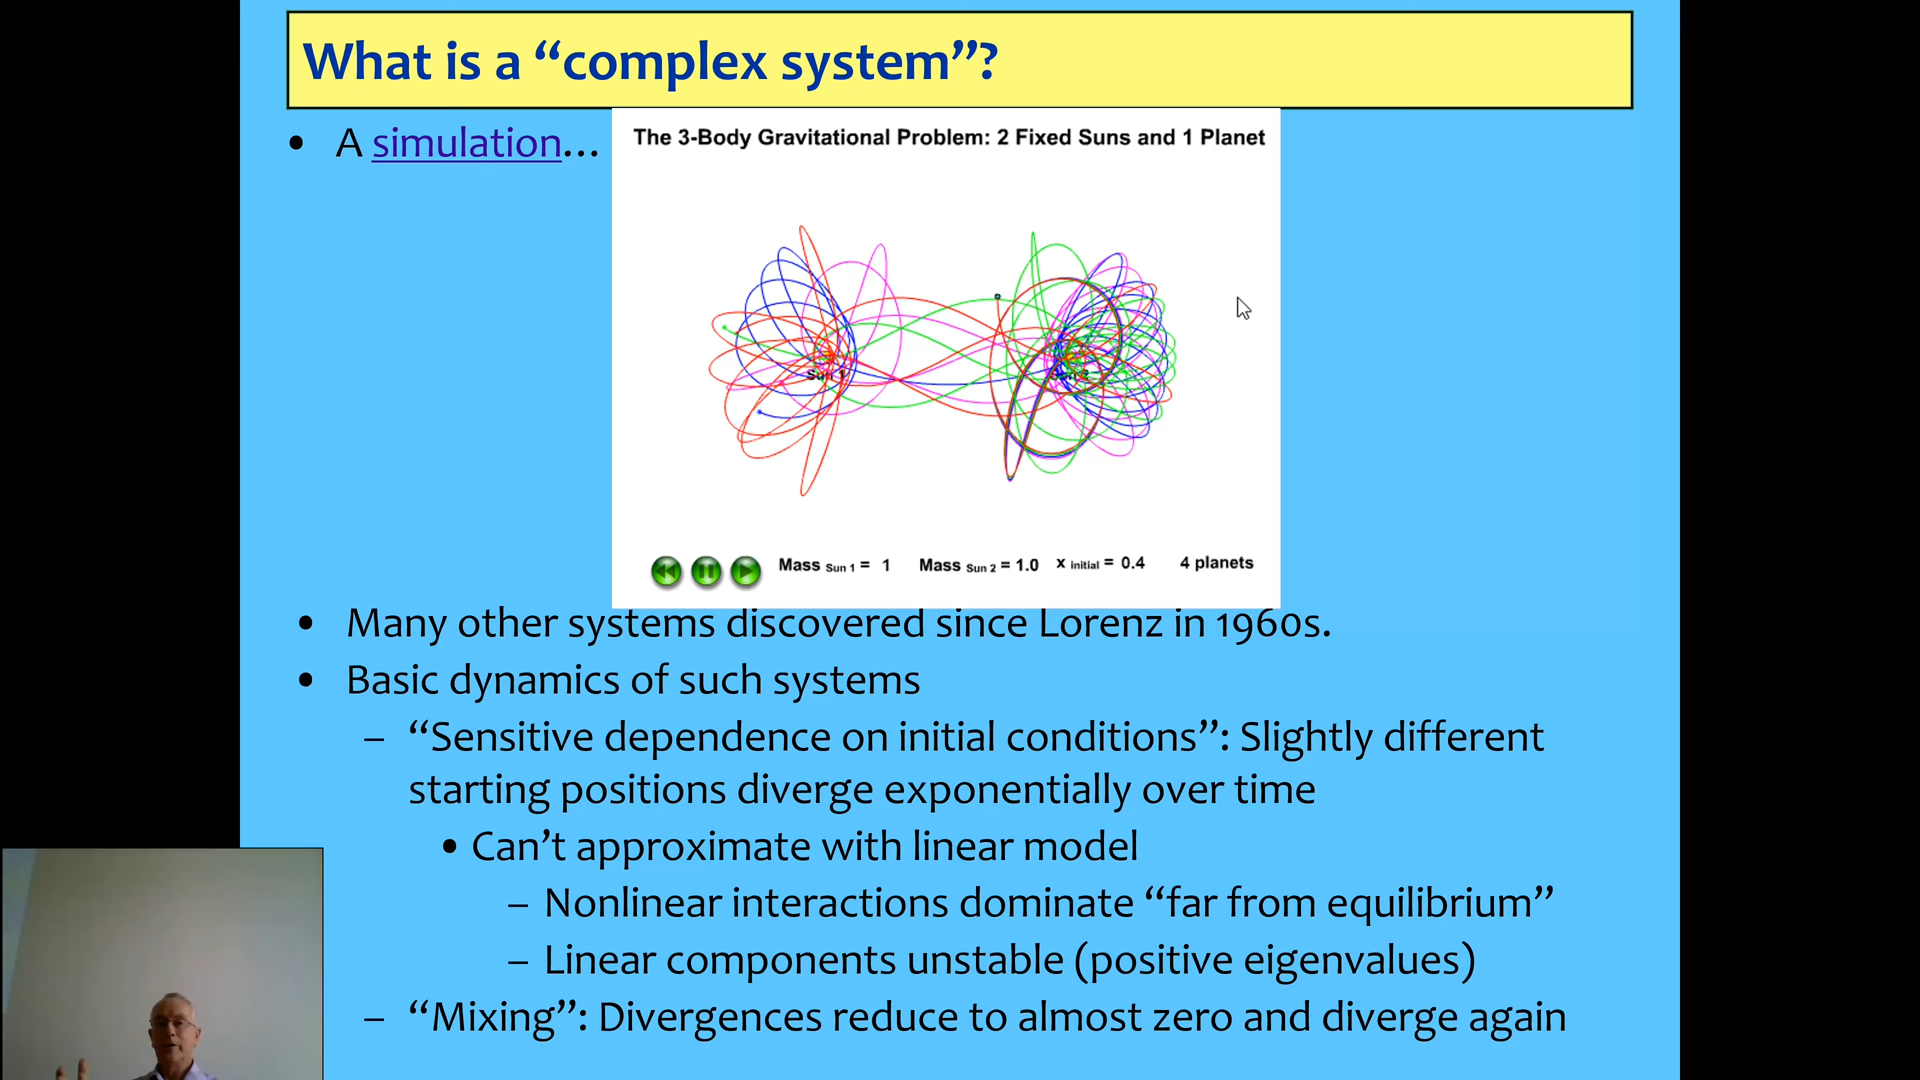 What is a “complex system”?
• A simulation…
The 3-Body Gravitational Problem: 2 Fixed Suns and 1 Planet
Sun 1
Mass Sun 1 = 1 Mass Sun 2 = 1.0 x initial = 0.4 4 planets
• Many other systems discovered since Lorenz in 1960s.
• Basic dynamics of such systems
– “Sensitive dependence on initial conditions”: Slightly different
starting positions diverge exponentially over time
• Can’t approximate with linear model
– Nonlinear interactions dominate “far from equilibrium”
– Linear components unstable (positive eigenvalues)
– “Mixing”: Divergences reduce to almost zero and diverge again